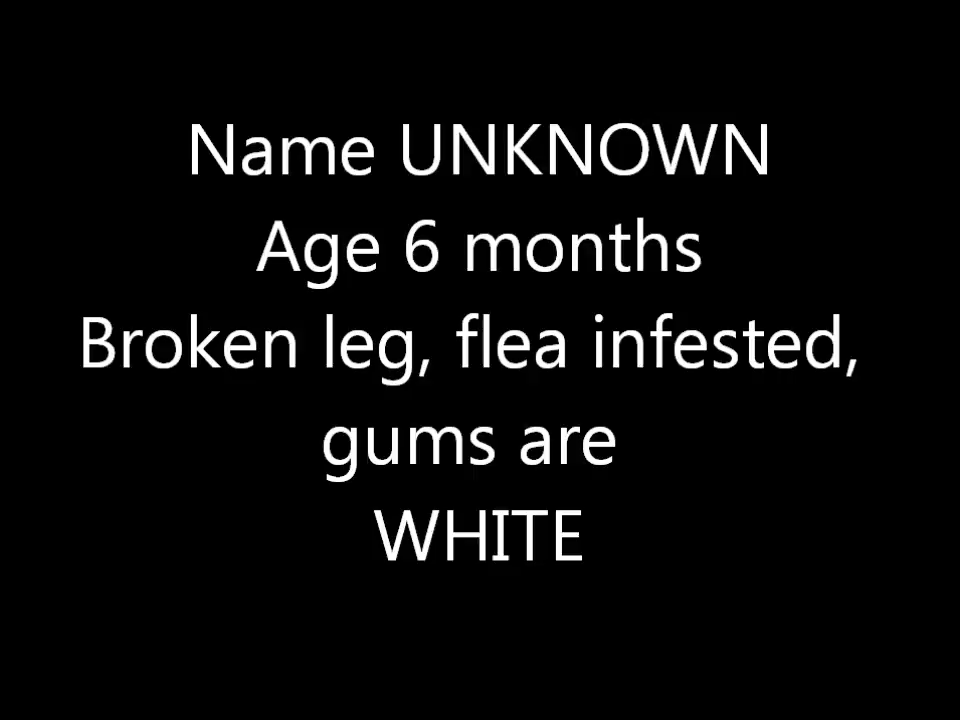 Name UNKNOWN
Age 6 months
Broken leg, flea infested,
gums are
WHITE